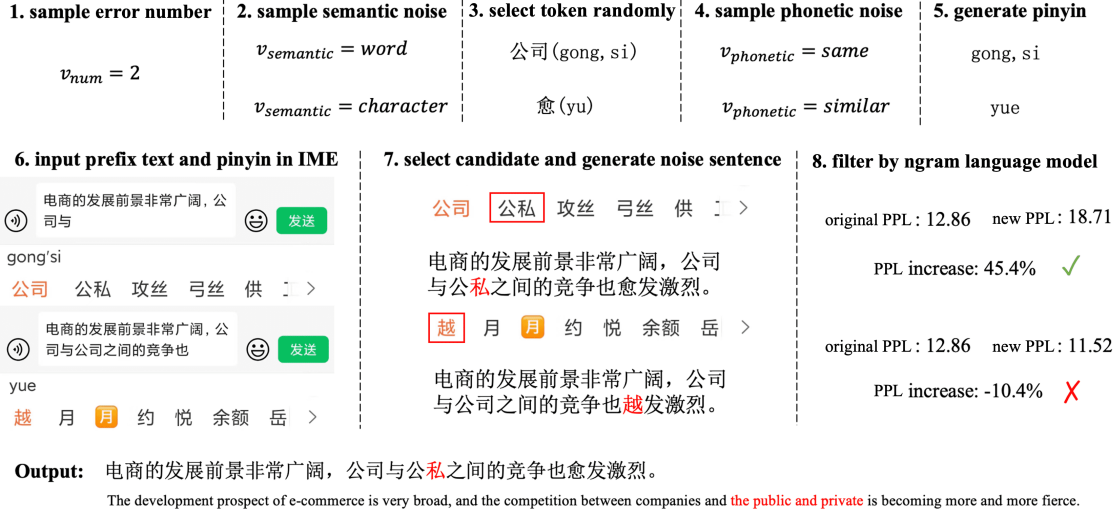 1. sample error number
v_num = 2
2. sample semantic noise
v_semantic = word
v_semantic = character
3. select token randomly
公司(gong, si)
愈(yu)
4. sample phonetic noise
v_phonetic = same
v_phonetic = similar
5. generate pinyin
gong, si
yue
6. input prefix text and pinyin in IME
电商的发展前景非常广阔，公
司与
发送
gong'si
公司 公私 攻丝 弓丝 供
电商的发展前景非常广阔，公
司与公司之间的竞争也
发送
yue
越 月 月 约 悦 余额 岳
7. select candidate and generate noise sentence
公司 公私 攻丝 弓丝 供
电商的发展前景非常广阔，公司
与公私之间的竞争也愈发激烈。
越 月 月 约 悦 余额 岳
电商的发展前景非常广阔，公司
与公司之间的竞争也越发激烈。
8. filter by ngram language model
original PPL: 12.86 new PPL: 18.71
PPL increase: 45.4%
original PPL: 12.86 new PPL: 11.52
PPL increase: -10.4%
Output: 电商的发展前景非常广阔，公司与公私之间的竞争也愈发激烈。
The development prospect of e-commerce is very broad, and the competition between companies and the public and private is becoming more and more fierce.